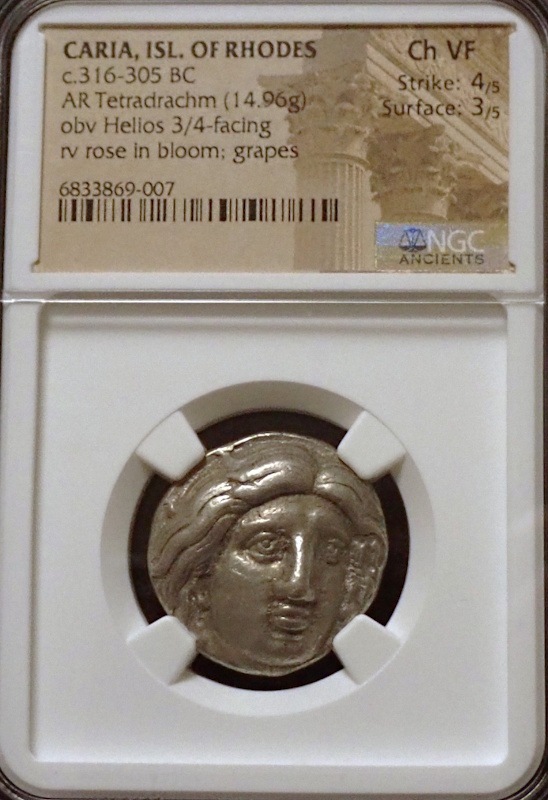 CARIA, ISL. OF RHODES
c.316-305 BC
AR Tetradrachm (14.96g)
obv Helios 3/4-facing
rv rose in bloom; grapes
6833869-007
Ch VF
Strike: 4/5
Surface: 3/5
NGC
ANCIENTS